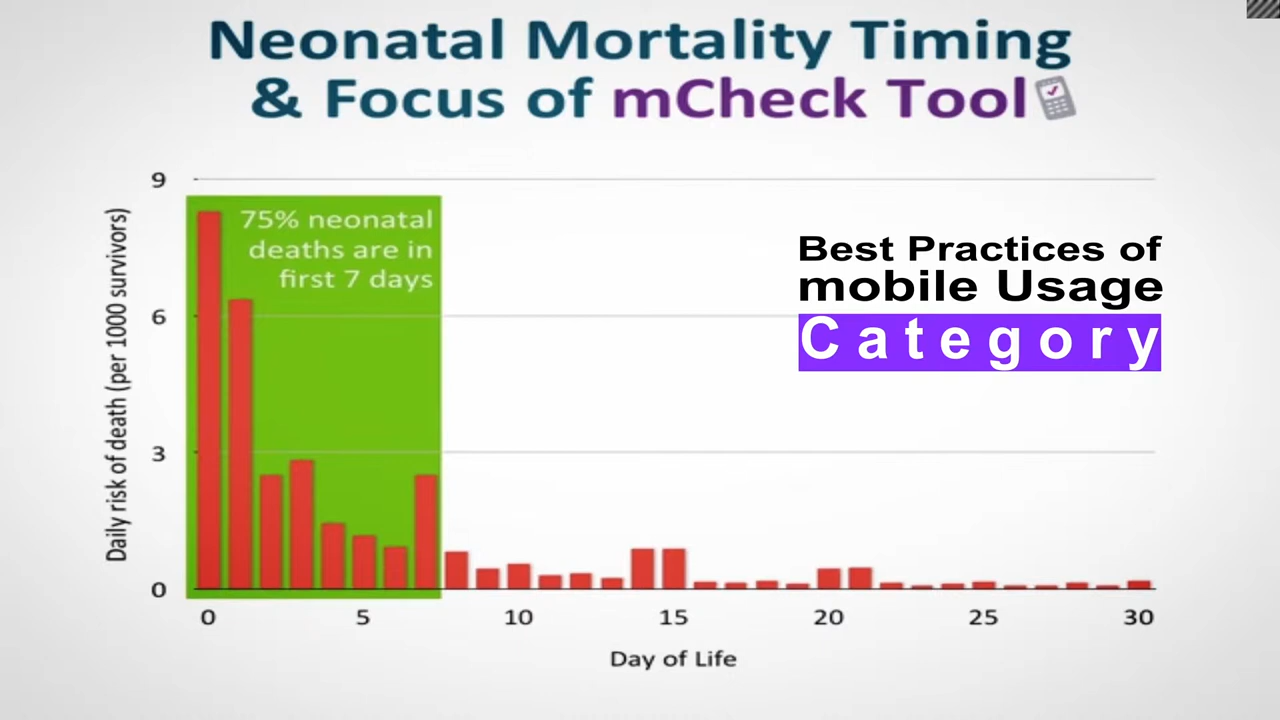 Neonatal Mortality Timing
& Focus of mCheck Tool
9
75% neonatal
deaths are in
first 7 days
Best Practices of
mobile Usage
Category
6
3
0
Daily risk of death (per 1000 survivors)
0 5 10 15 20 25 30
Day of Life